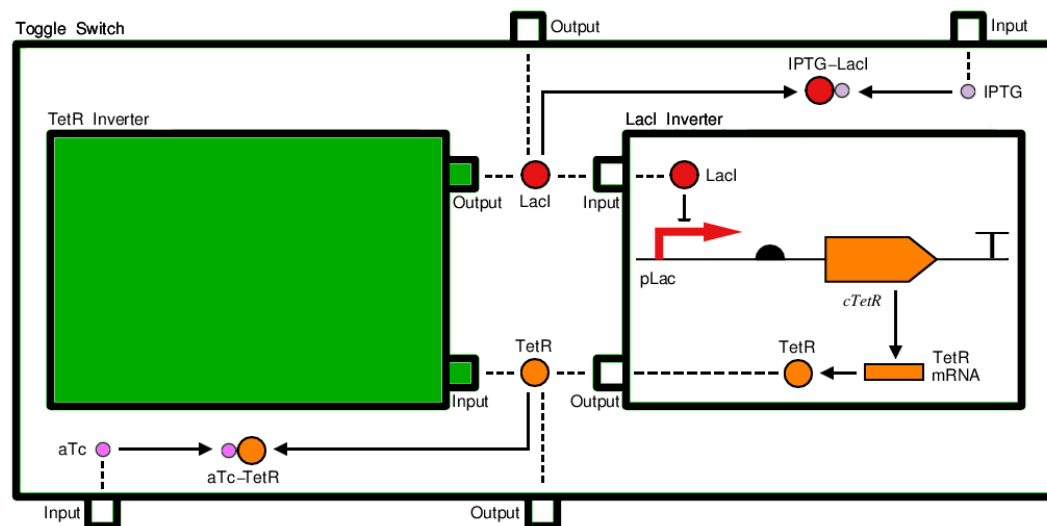 Toggle Switch
Output
Input
IPTG−LacI
IPTG
TetR Inverter
LacI Inverter
LacI
Output
LacI
Input
pLac
cTetR
TetR
TetR
TetR
mRNA
Input
Output
aTc
aTc−TetR
Input
Output